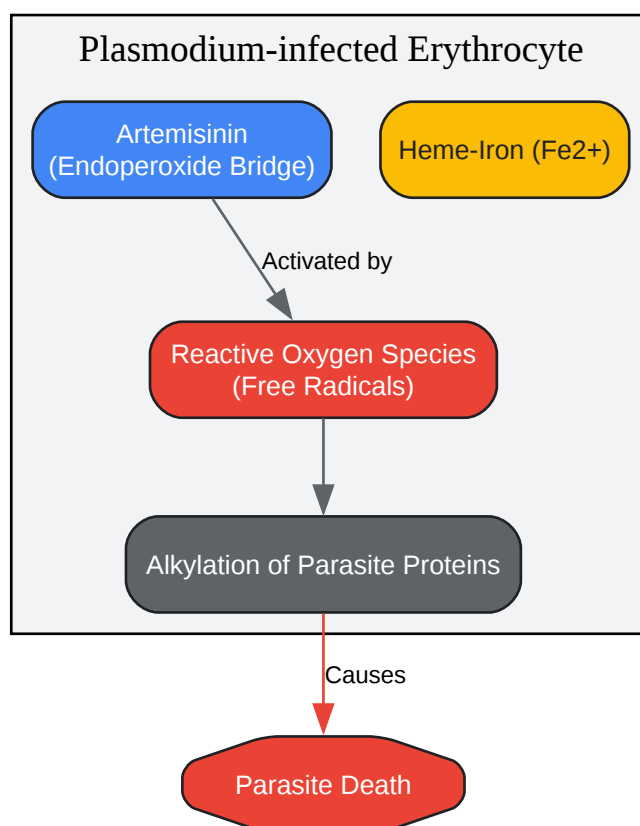 Plasmodium-infected Erythrocyte
Artemisinin
(Endoperoxide Bridge)
Heme-Iron (Fe2+)
Activated by
Reactive Oxygen Species
(Free Radicals)
Alkylation of Parasite Proteins
Causes
Parasite Death